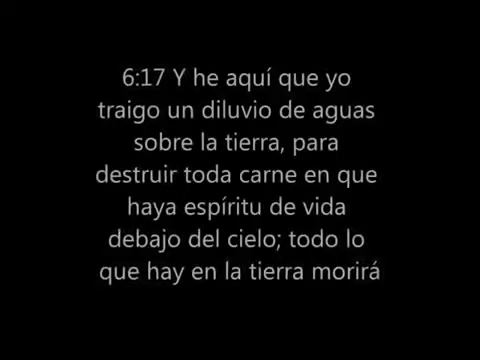 6:17 Y he aquí que yo
traigo un diluvio de aguas
sobre la tierra, para
destruir toda carne en que
haya espíritu de vida
debajo del cielo; todo lo
que hay en la tierra morirá